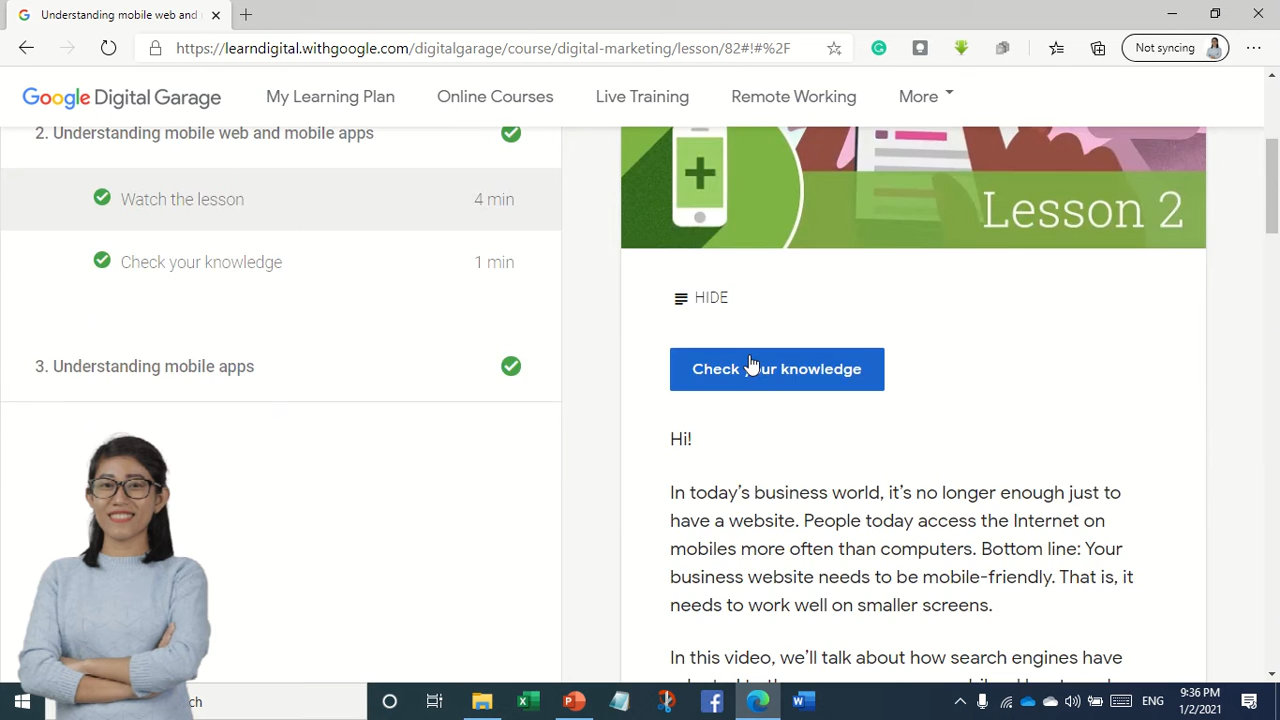 Understanding mobile web and
https://learndigital.withgoogle.com/digitalgarage/course/digital-marketing/lesson/82#!#%2F
Not syncing
Google Digital Garage
My Learning Plan
Online Courses
Live Training
Remote Working
More
2. Understanding mobile web and mobile apps
Watch the lesson
4 min
Check your knowledge
1 min
3. Understanding mobile apps
Lesson 2
HIDE
Check your knowledge
Hi!
In today’s business world, it’s no longer enough just to
have a website. People today access the Internet on
mobiles more often than computers. Bottom line: Your
business website needs to be mobile-friendly. That is, it
needs to work well on smaller screens.
In this video, we’ll talk about how search engines have
ENG
9:36 PM
1/2/2021